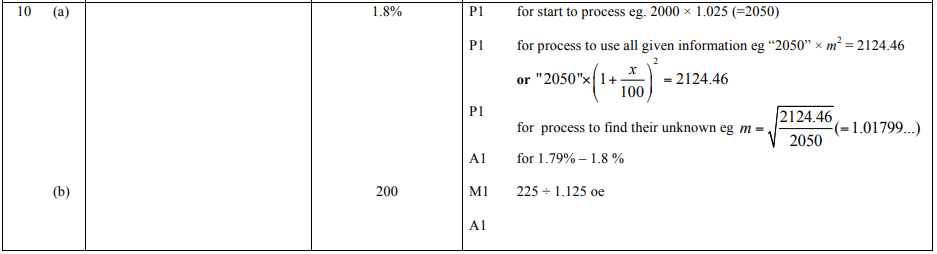 10 (a) 1.8% P1 for start to process eg. 2000 × 1.025 (=2050)
P1 for process to use all given information eg “2050” × m² = 2124.46
or "2050"×(1 + x/100)² = 2124.46
P1 for process to find their unknown eg m = √(2124.46/2050) (= 1.01799...)
A1 for 1.79% – 1.8 %
(b) 200 M1 225 ÷ 1.125 oe
A1